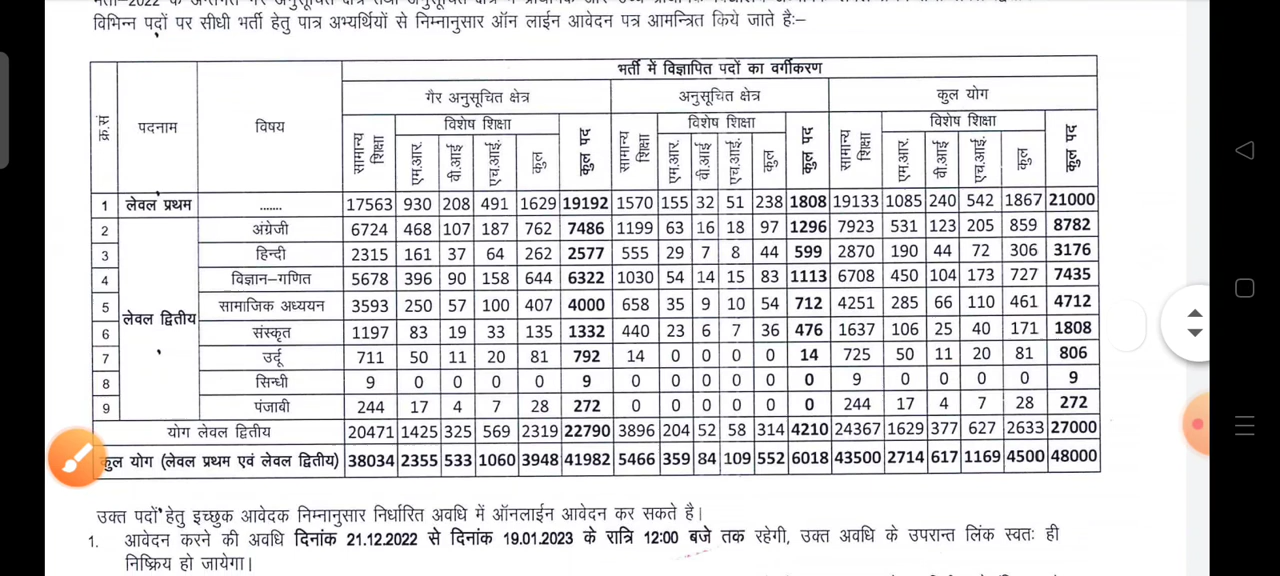 विभिन्न पदों पर सीधी भर्ती हेतु पात्र अभ्यर्थियों से निम्नानुसार ऑन लाईन आवेदन पत्र आमन्त्रित किये जाते हैः–
भर्ती में विज्ञापित पदों का वर्गीकरण
गैर अनुसूचित क्षेत्र अनुसूचित क्षेत्र कुल योग
क्र.सं पदनाम विषय सामान्य शिक्षा विशेष शिक्षा कुल पद सामान्य शिक्षा विशेष शिक्षा कुल पद सामान्य शिक्षा विशेष शिक्षा कुल पद
एम.आर. वी.आई एच.आई. कुल एम.आर. वी.आई एच.आई. कुल एम.आर. वी.आई एच.आई. कुल
1 लेवल प्रथम ....... 17563 930 208 491 1629 19192 1570 155 32 51 238 1808 19133 1085 240 542 1867 21000
2 अंग्रेजी 6724 468 107 187 762 7486 1199 63 16 18 97 1296 7923 531 123 205 859 8782
3 हिन्दी 2315 161 37 64 262 2577 555 29 7 8 44 599 2870 190 44 72 306 3176
4 विज्ञान–गणित 5678 396 90 158 644 6322 1030 54 14 15 83 1113 6708 450 104 173 727 7435
5 लेवल द्वितीय सामाजिक अध्ययन 3593 250 57 100 407 4000 658 35 9 10 54 712 4251 285 66 110 461 4712
6 संस्कृत 1197 83 19 33 135 1332 440 23 6 7 36 476 1637 106 25 40 171 1808
7 उर्दू 711 50 11 20 81 792 14 0 0 0 0 14 725 50 11 20 81 806
8 सिन्धी 9 0 0 0 0 9 0 0 0 0 0 0 9 0 0 0 0 9
9 पंजाबी 244 17 4 7 28 272 0 0 0 0 0 0 244 17 4 7 28 272
योग लेवल द्वितीय 20471 1425 325 569 2319 22790 3896 204 52 58 314 4210 24367 1629 377 627 2633 27000
कुल योग (लेवल प्रथम एवं लेवल द्वितीय) 38034 2355 533 1060 3948 41982 5466 359 84 109 552 6018 43500 2714 617 1169 4500 48000
उक्त पदों हेतु इच्छुक आवेदक निम्नानुसार निर्धारित अवधि में ऑनलाईन आवेदन कर सकते है।
1. आवेदन करने की अवधि दिनांक 21.12.2022 से दिनांक 19.01.2023 के रात्रि 12:00 बजे तक रहेगी, उक्त अवधि के उपरान्त लिंक स्वतः ही
निष्क्रिय हो जायेगा।